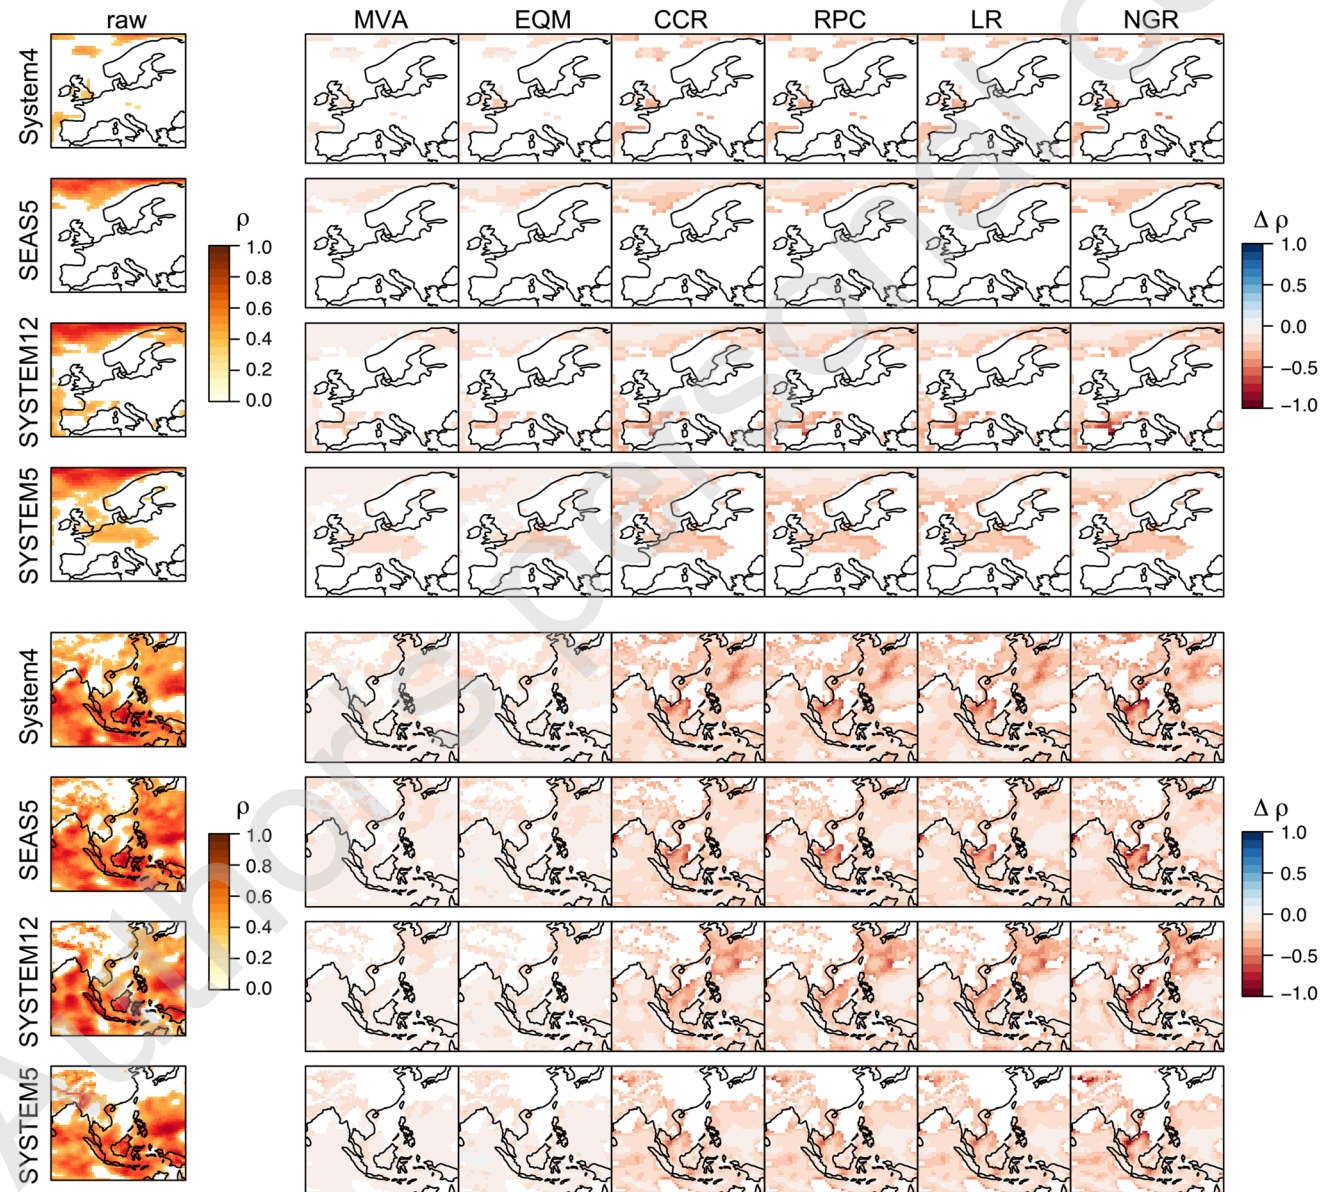 raw MVA EQM CCR RPC LR NGR
System4
SEAS5
SYSTEM12
SYSTEM5
ρ
1.0
0.8
0.6
0.4
0.2
0.0
Δ ρ
1.0
0.5
0.0
−0.5
−1.0
System4
SEAS5
SYSTEM12
SYSTEM5
ρ
1.0
0.8
0.6
0.4
0.2
0.0
Δ ρ
1.0
0.5
0.0
−0.5
−1.0
Author's personal co